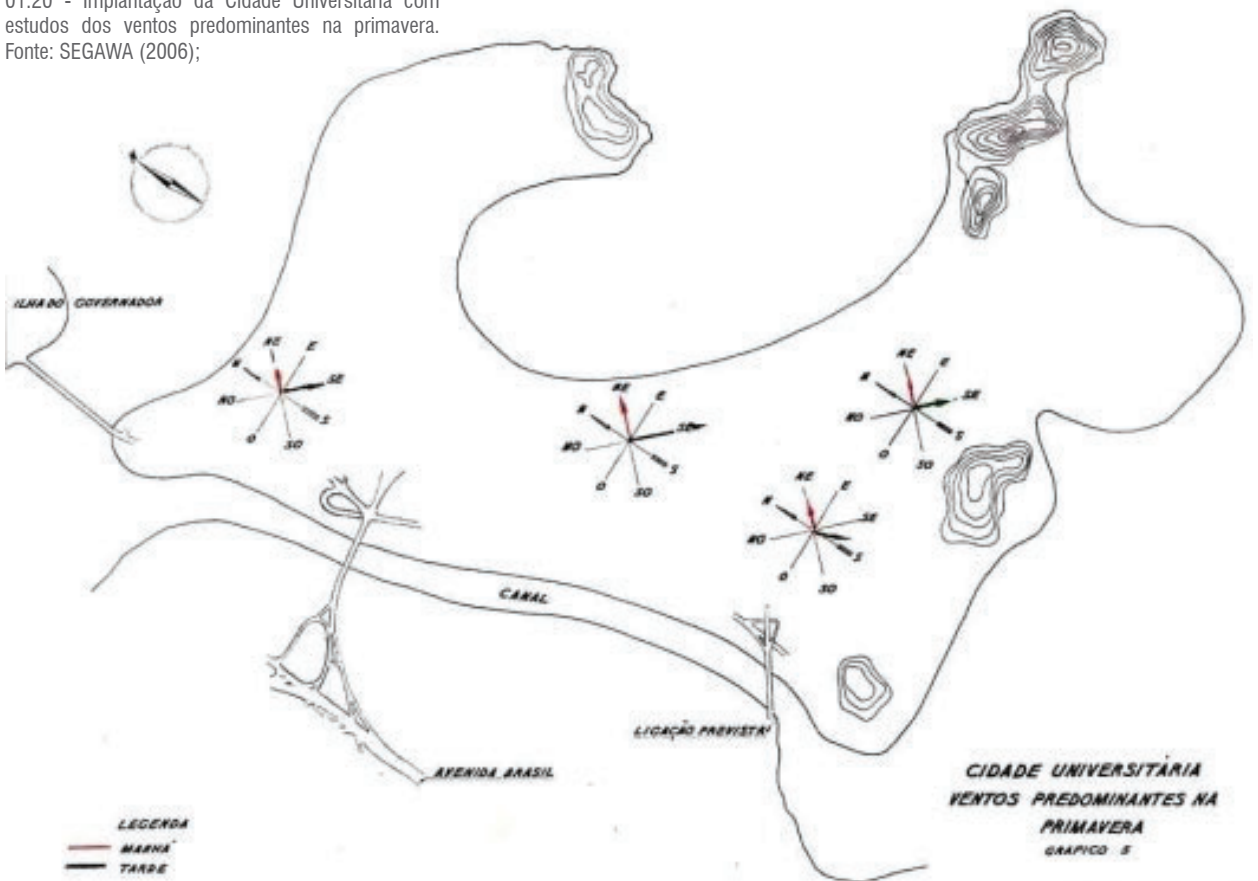 01.20 - Implantação da Cidade Universitária com
estudos dos ventos predominantes na primavera.
Fonte: SEGAWA (2006);
ILHA DO GOVERNADOR
NE
E
N
SE
NO
S
O
SO
NE
E
N
SE
NO
S
O
SO
NE
E
N
SE
NO
S
O
SO
NE
E
N
SE
NO
S
O
SO
CANAL
LIGAÇÃO PREVISTA
AVENIDA BRASIL
CIDADE UNIVERSITÁRIA
VENTOS PREDOMINANTES NA
PRIMAVERA
GRAFICO 5
LEGENDA
MANHÃ
TARDE